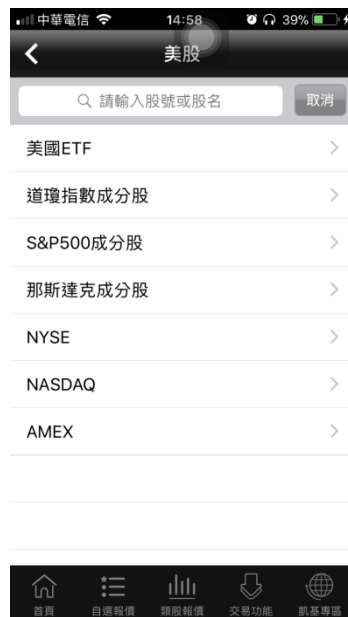 中華電信 14:58 39%
美股
請輸入股號或股名 取消
美國ETF
道瓊指數成分股
S&P500成分股
那斯達克成分股
NYSE
NASDAQ
AMEX
首頁 自選報價 類股報價 交易功能 凱基專區